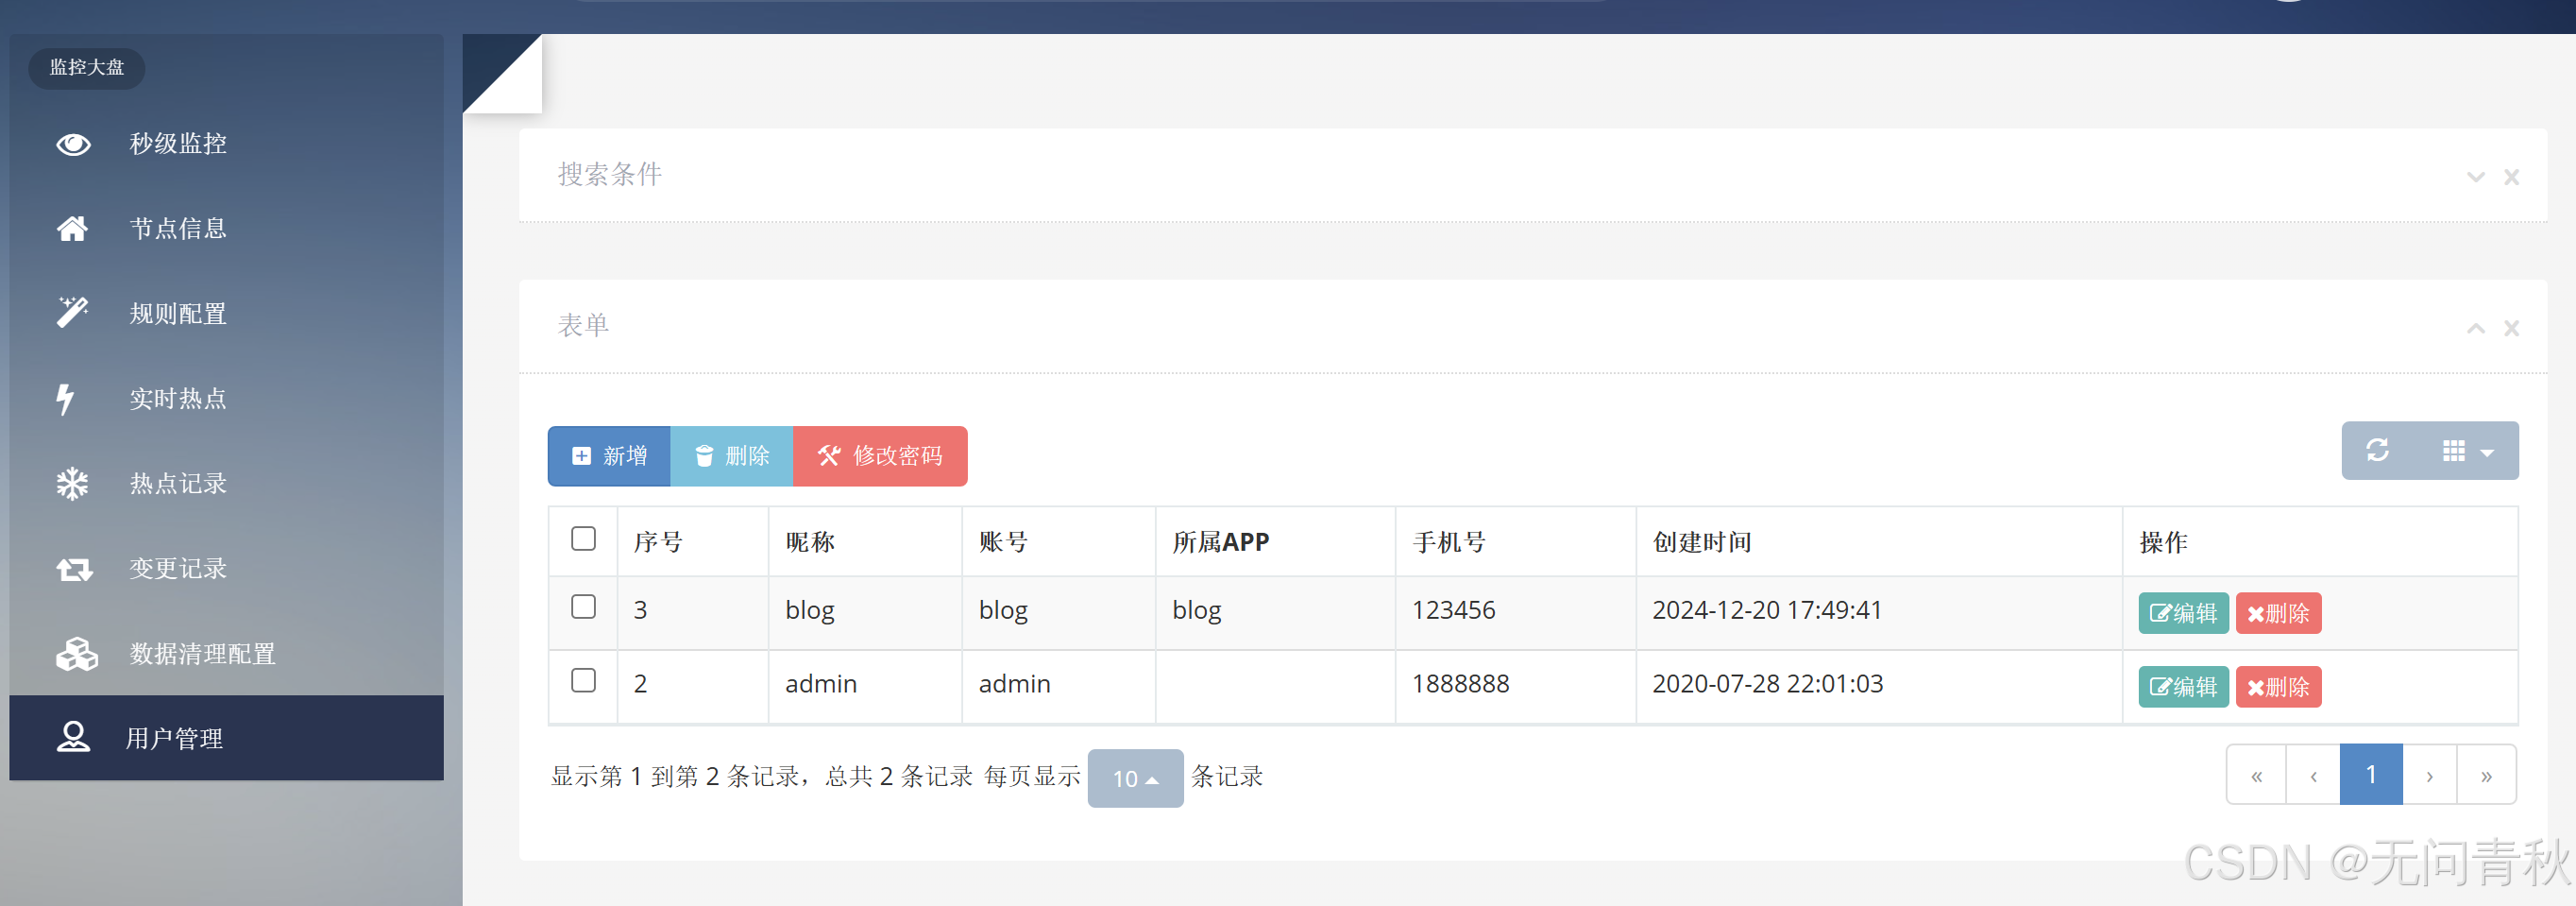 监控大盘
秒级监控
节点信息
规则配置
实时热点
热点记录
变更记录
数据清理配置
用户管理
搜索条件
表单
新增 删除 修改密码
序号 昵称 账号 所属APP 手机号 创建时间 操作
3 blog blog blog 123456 2024-12-20 17:49:41 编辑 删除
2 admin admin 1888888 2020-07-28 22:01:03 编辑 删除
显示第 1 到第 2 条记录，总共 2 条记录 每页显示 10 条记录
« ‹ 1 › »
CSDN @无问青秋